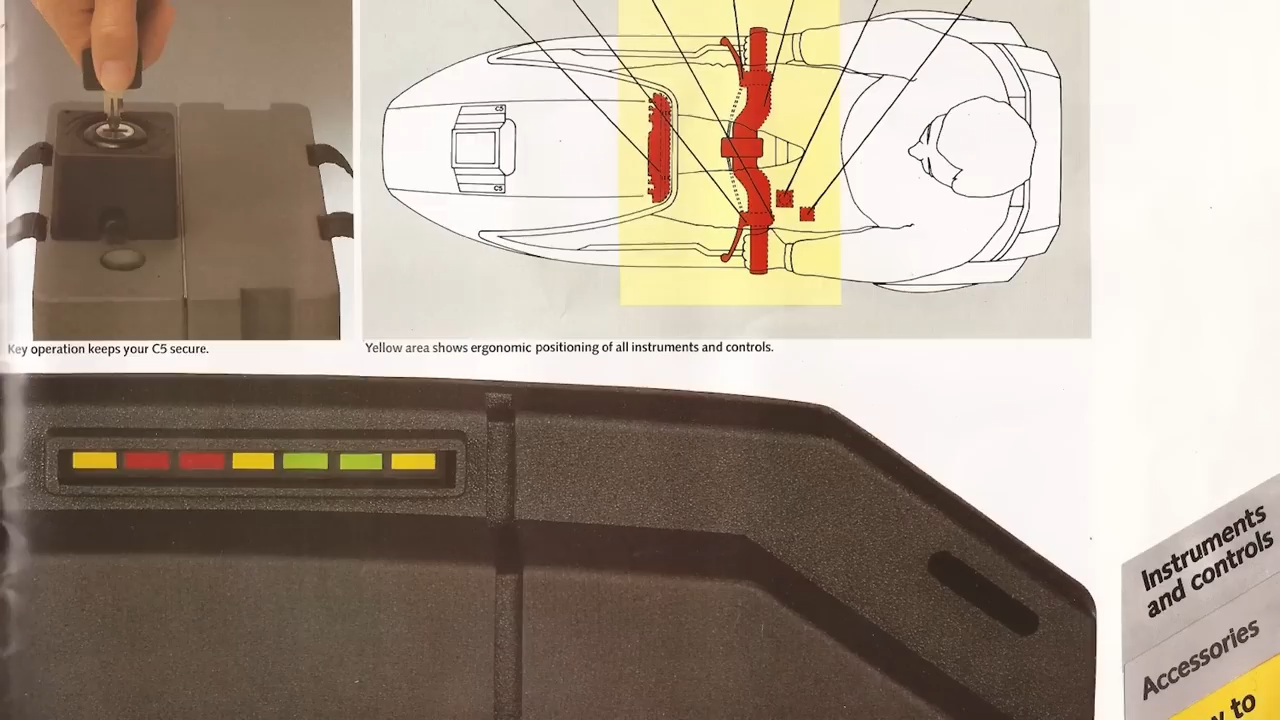 C5
C5
Key operation keeps your C5 secure.
Yellow area shows ergonomic positioning of all instruments and controls.
Instruments
and controls
Accessories
to